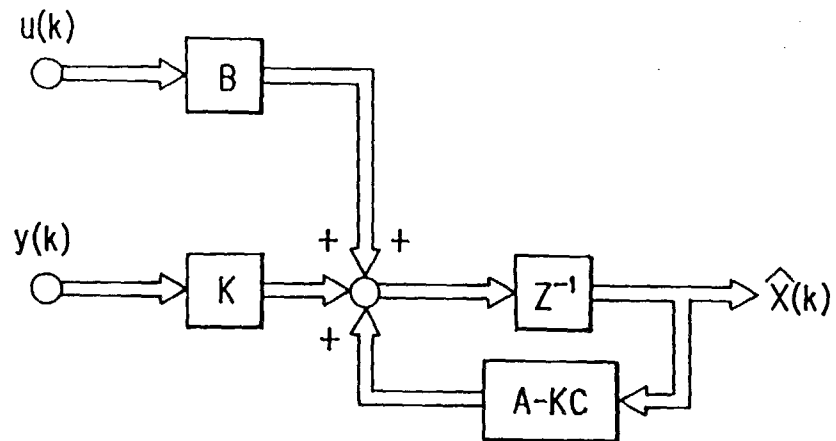 u(k)
B
y(k)
+ +
K
Z⁻¹
X̂(k)
+
A-KC